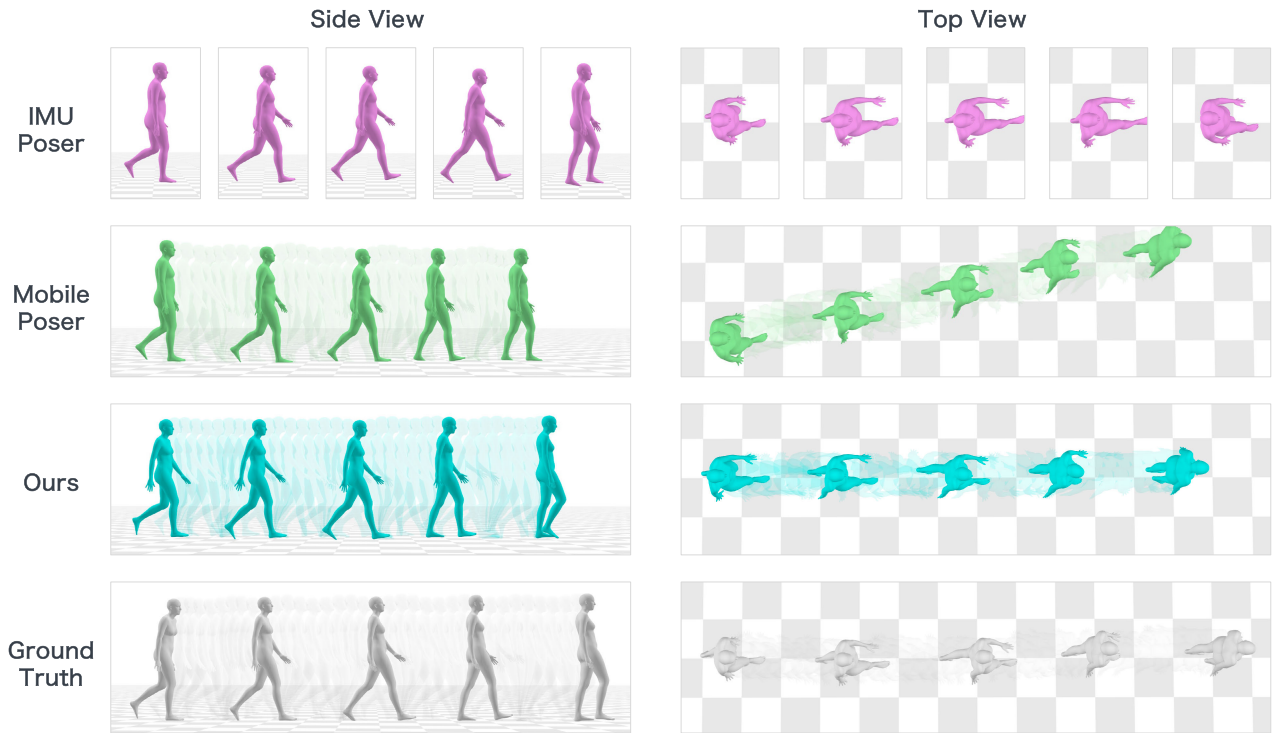 Side View
Top View
IMU
Poser
Mobile
Poser
Ours
Ground
Truth